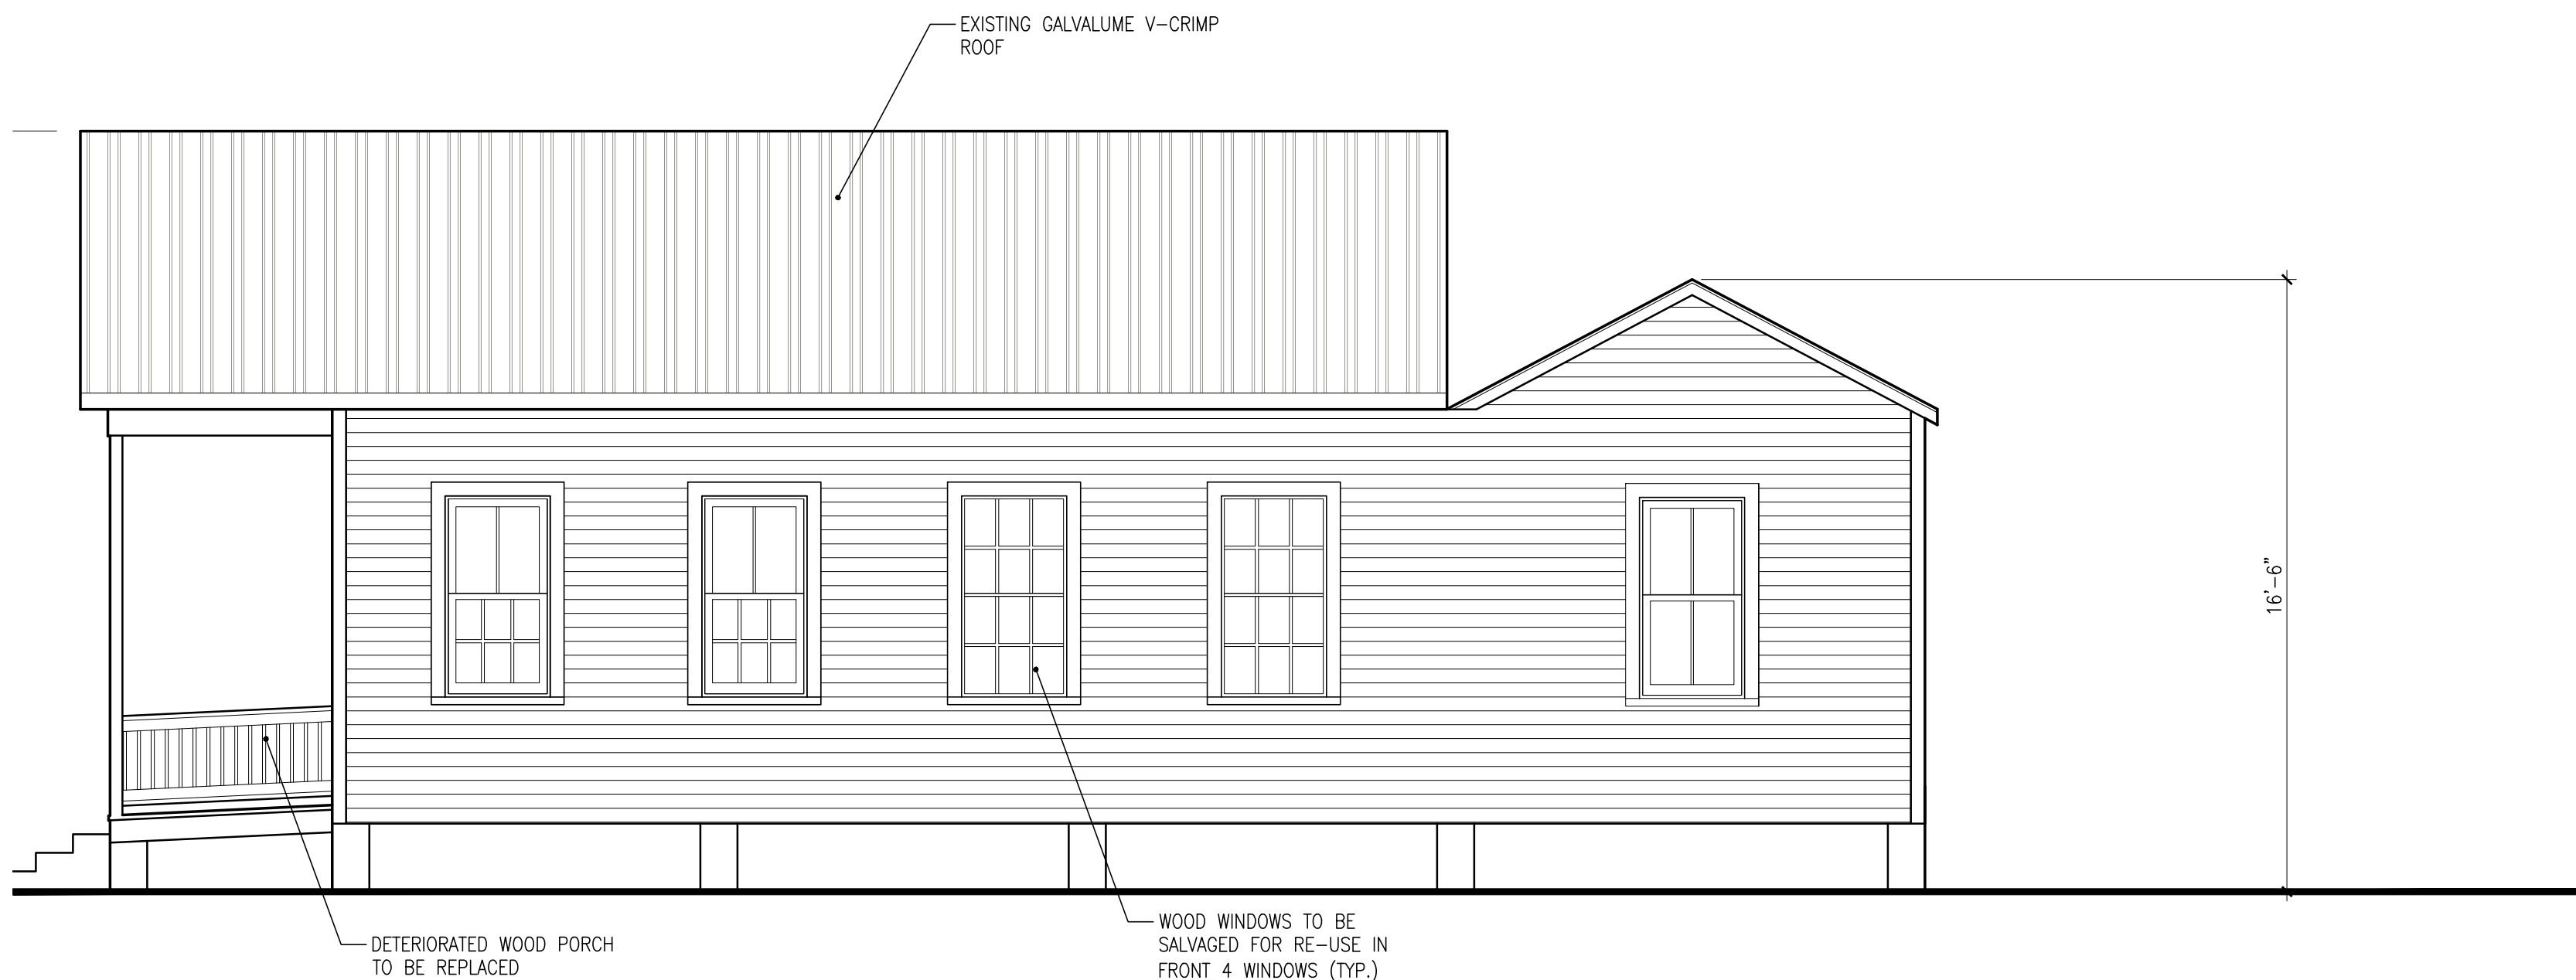 EXISTING GALVALUME V-CRIMP
ROOF
16'-6"
WOOD WINDOWS TO BE
SALVAGED FOR RE-USE IN
FRONT 4 WINDOWS (TYP.)
DETERIORATED WOOD PORCH
TO BE REPLACED